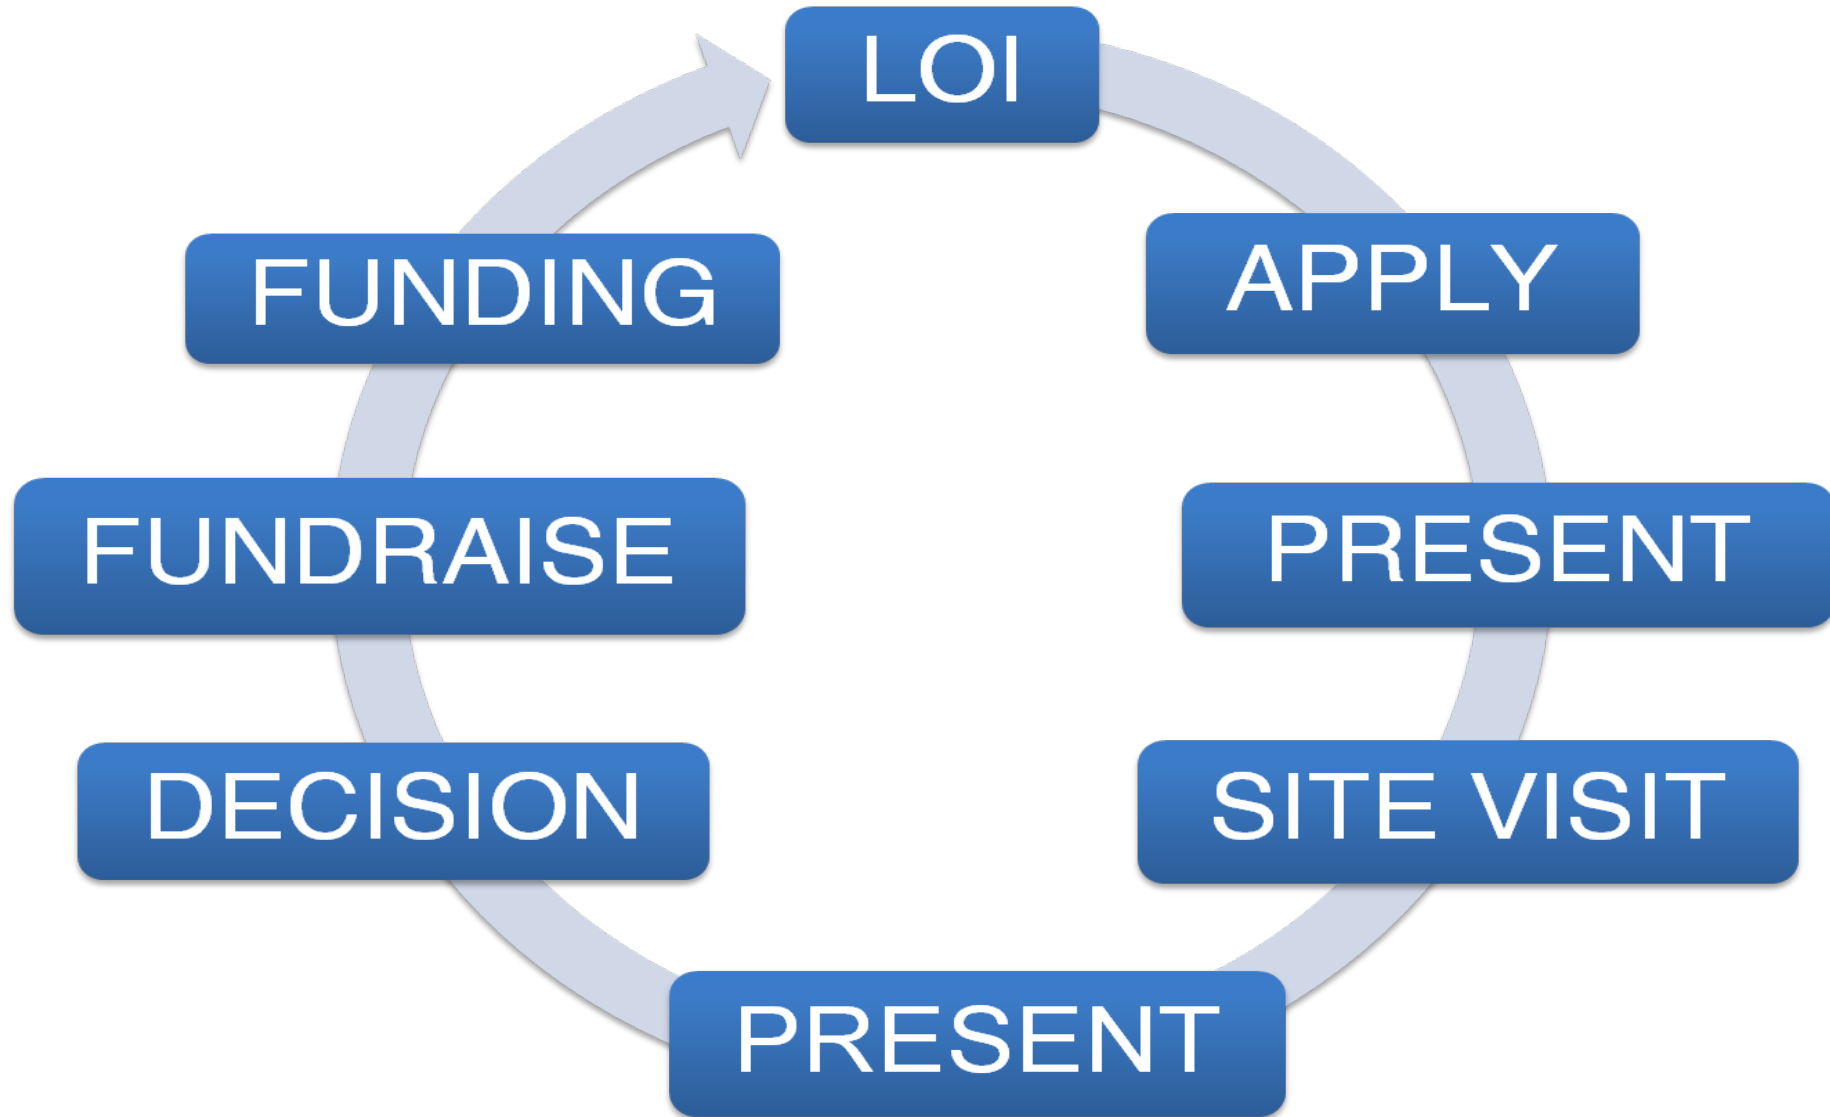 LOI
APPLY
PRESENT
SITE VISIT
PRESENT
DECISION
FUNDRAISE
FUNDING